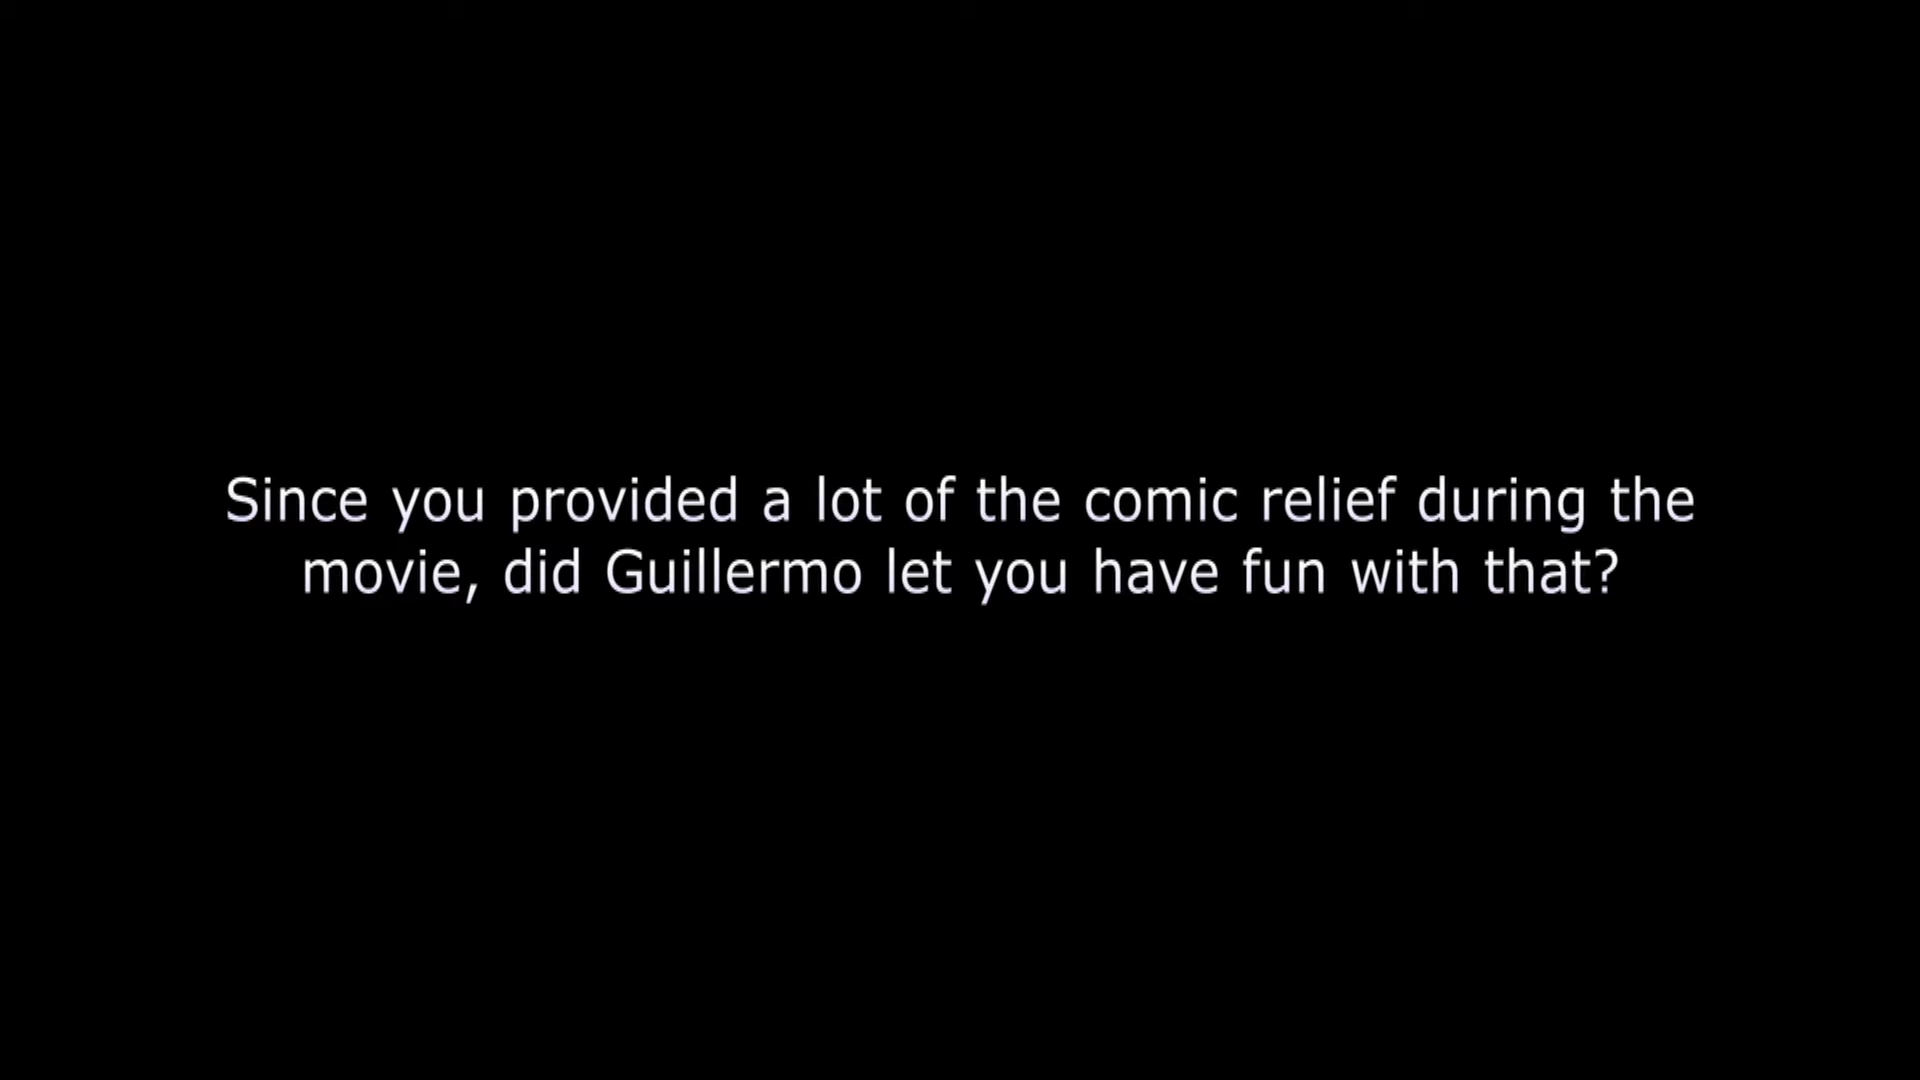 Since you provided a lot of the comic relief during the
movie, did Guillermo let you have fun with that?